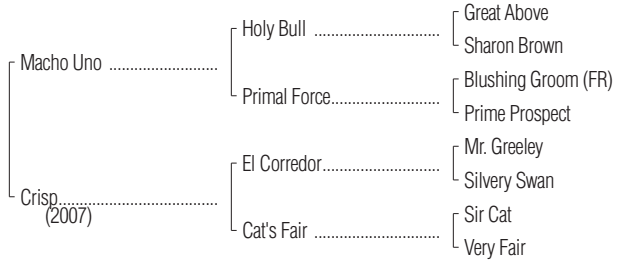 Great Above
Holy Bull ..........................
Sharon Brown
Macho Uno ......................
Blushing Groom (FR)
Primal Force......................
Prime Prospect
Mr. Greeley
El Corredor........................
Silvery Swan
Crisp................................
(2007)
Sir Cat
Cat's Fair ..........................
Very Fair